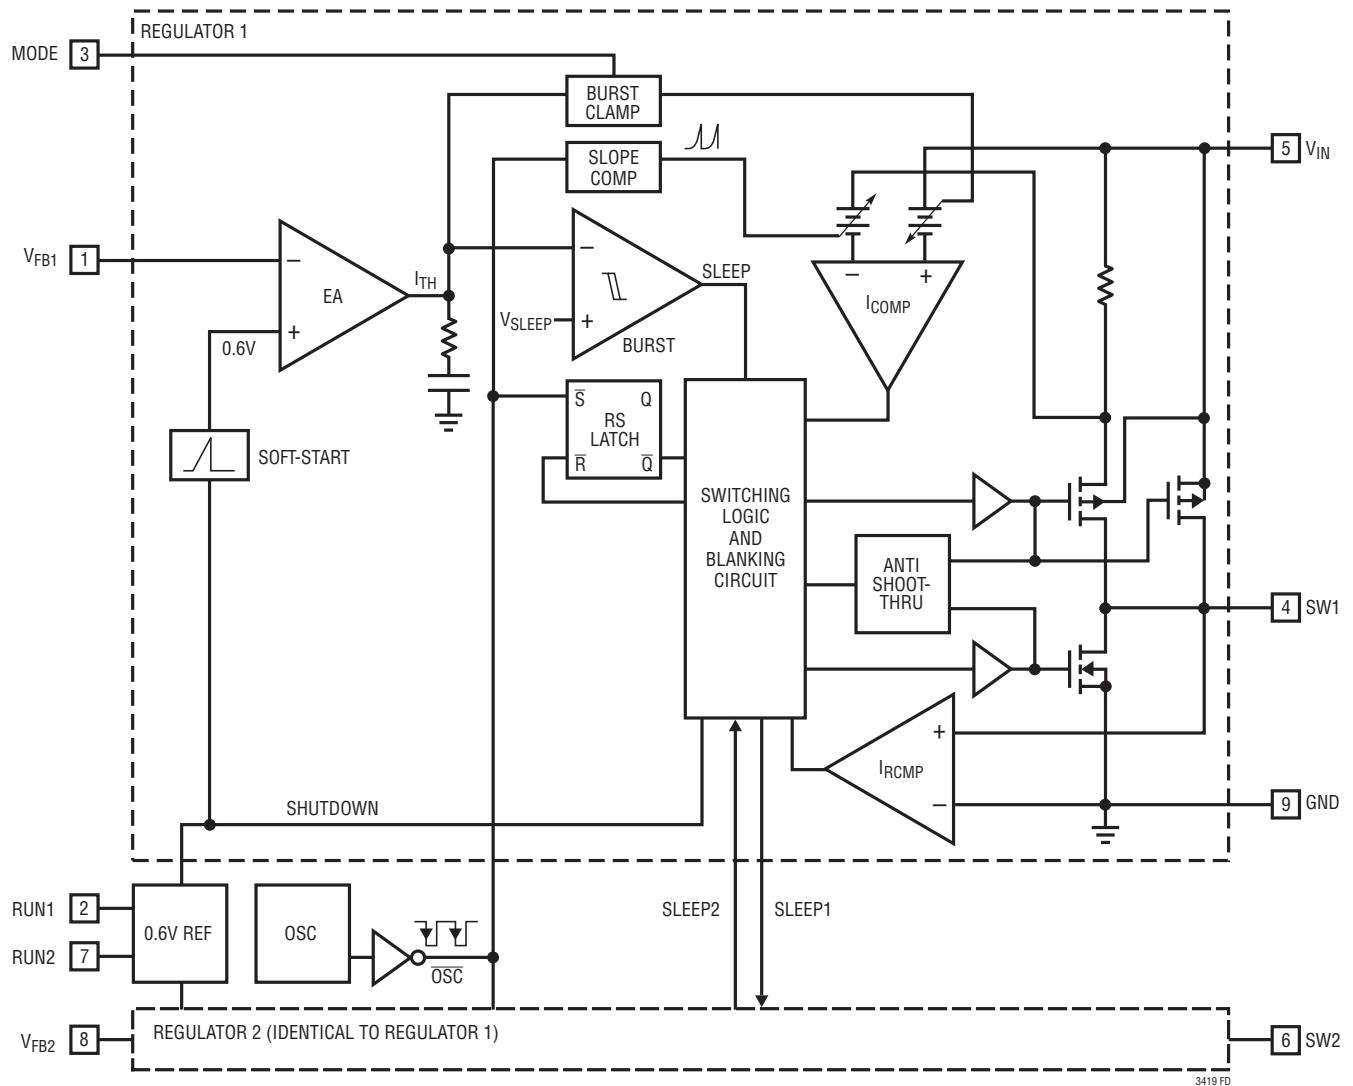 REGULATOR 1
MODE 3
BURST
CLAMP
SLOPE
COMP
5 VIN
VFB1 1
−
EA
+
0.6V
ITH
−
VSLEEP
+
BURST
SLEEP
− +
ICOMP
S̅ Q
RS
LATCH
R̅ Q̅
SOFT-START
SWITCHING
LOGIC
AND
BLANKING
CIRCUIT
ANTI
SHOOT-
THRU
4 SW1
+
IRCMP
−
9 GND
SHUTDOWN
RUN1 2
RUN2 7
0.6V REF
OSC
O̅S̅C̅
SLEEP2
SLEEP1
VFB2 8
REGULATOR 2 (IDENTICAL TO REGULATOR 1)
6 SW2
3419 FD